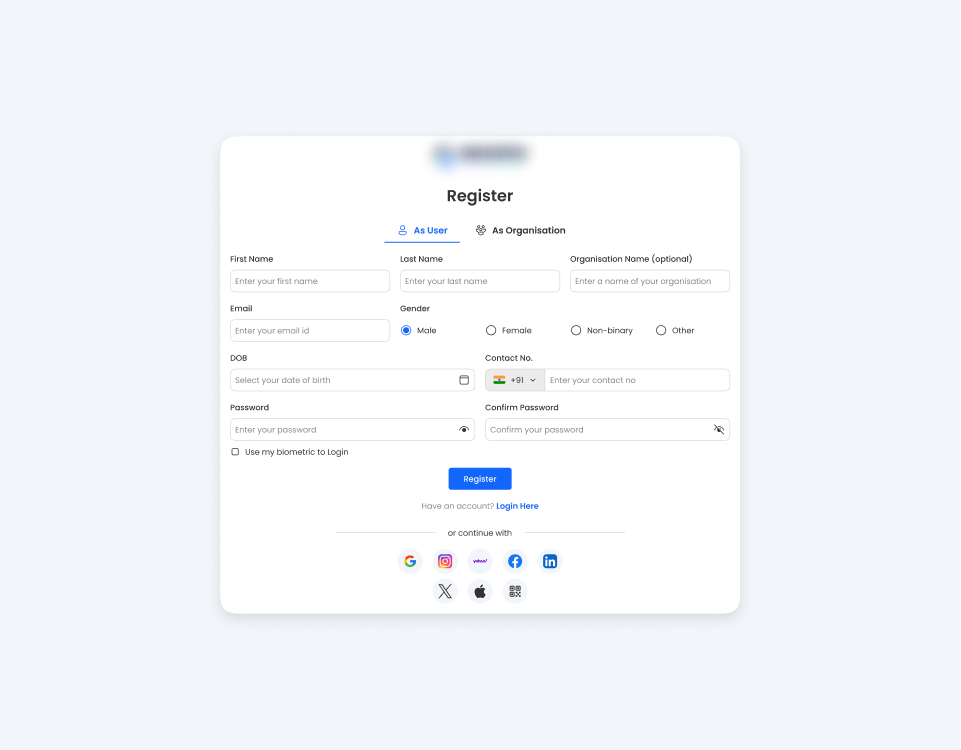 Register
As User As Organisation
First Name Last Name Organisation Name (optional)
Enter your first name Enter your last name Enter a name of your organisation
Email Gender
Enter your email id Male Female Non-binary Other
DOB Contact No.
Select your date of birth +91 Enter your contact no
Password Confirm Password
Enter your password Confirm your password
Use my biometric to Login
Register
Have an account? Login Here
or continue with
yahoo!